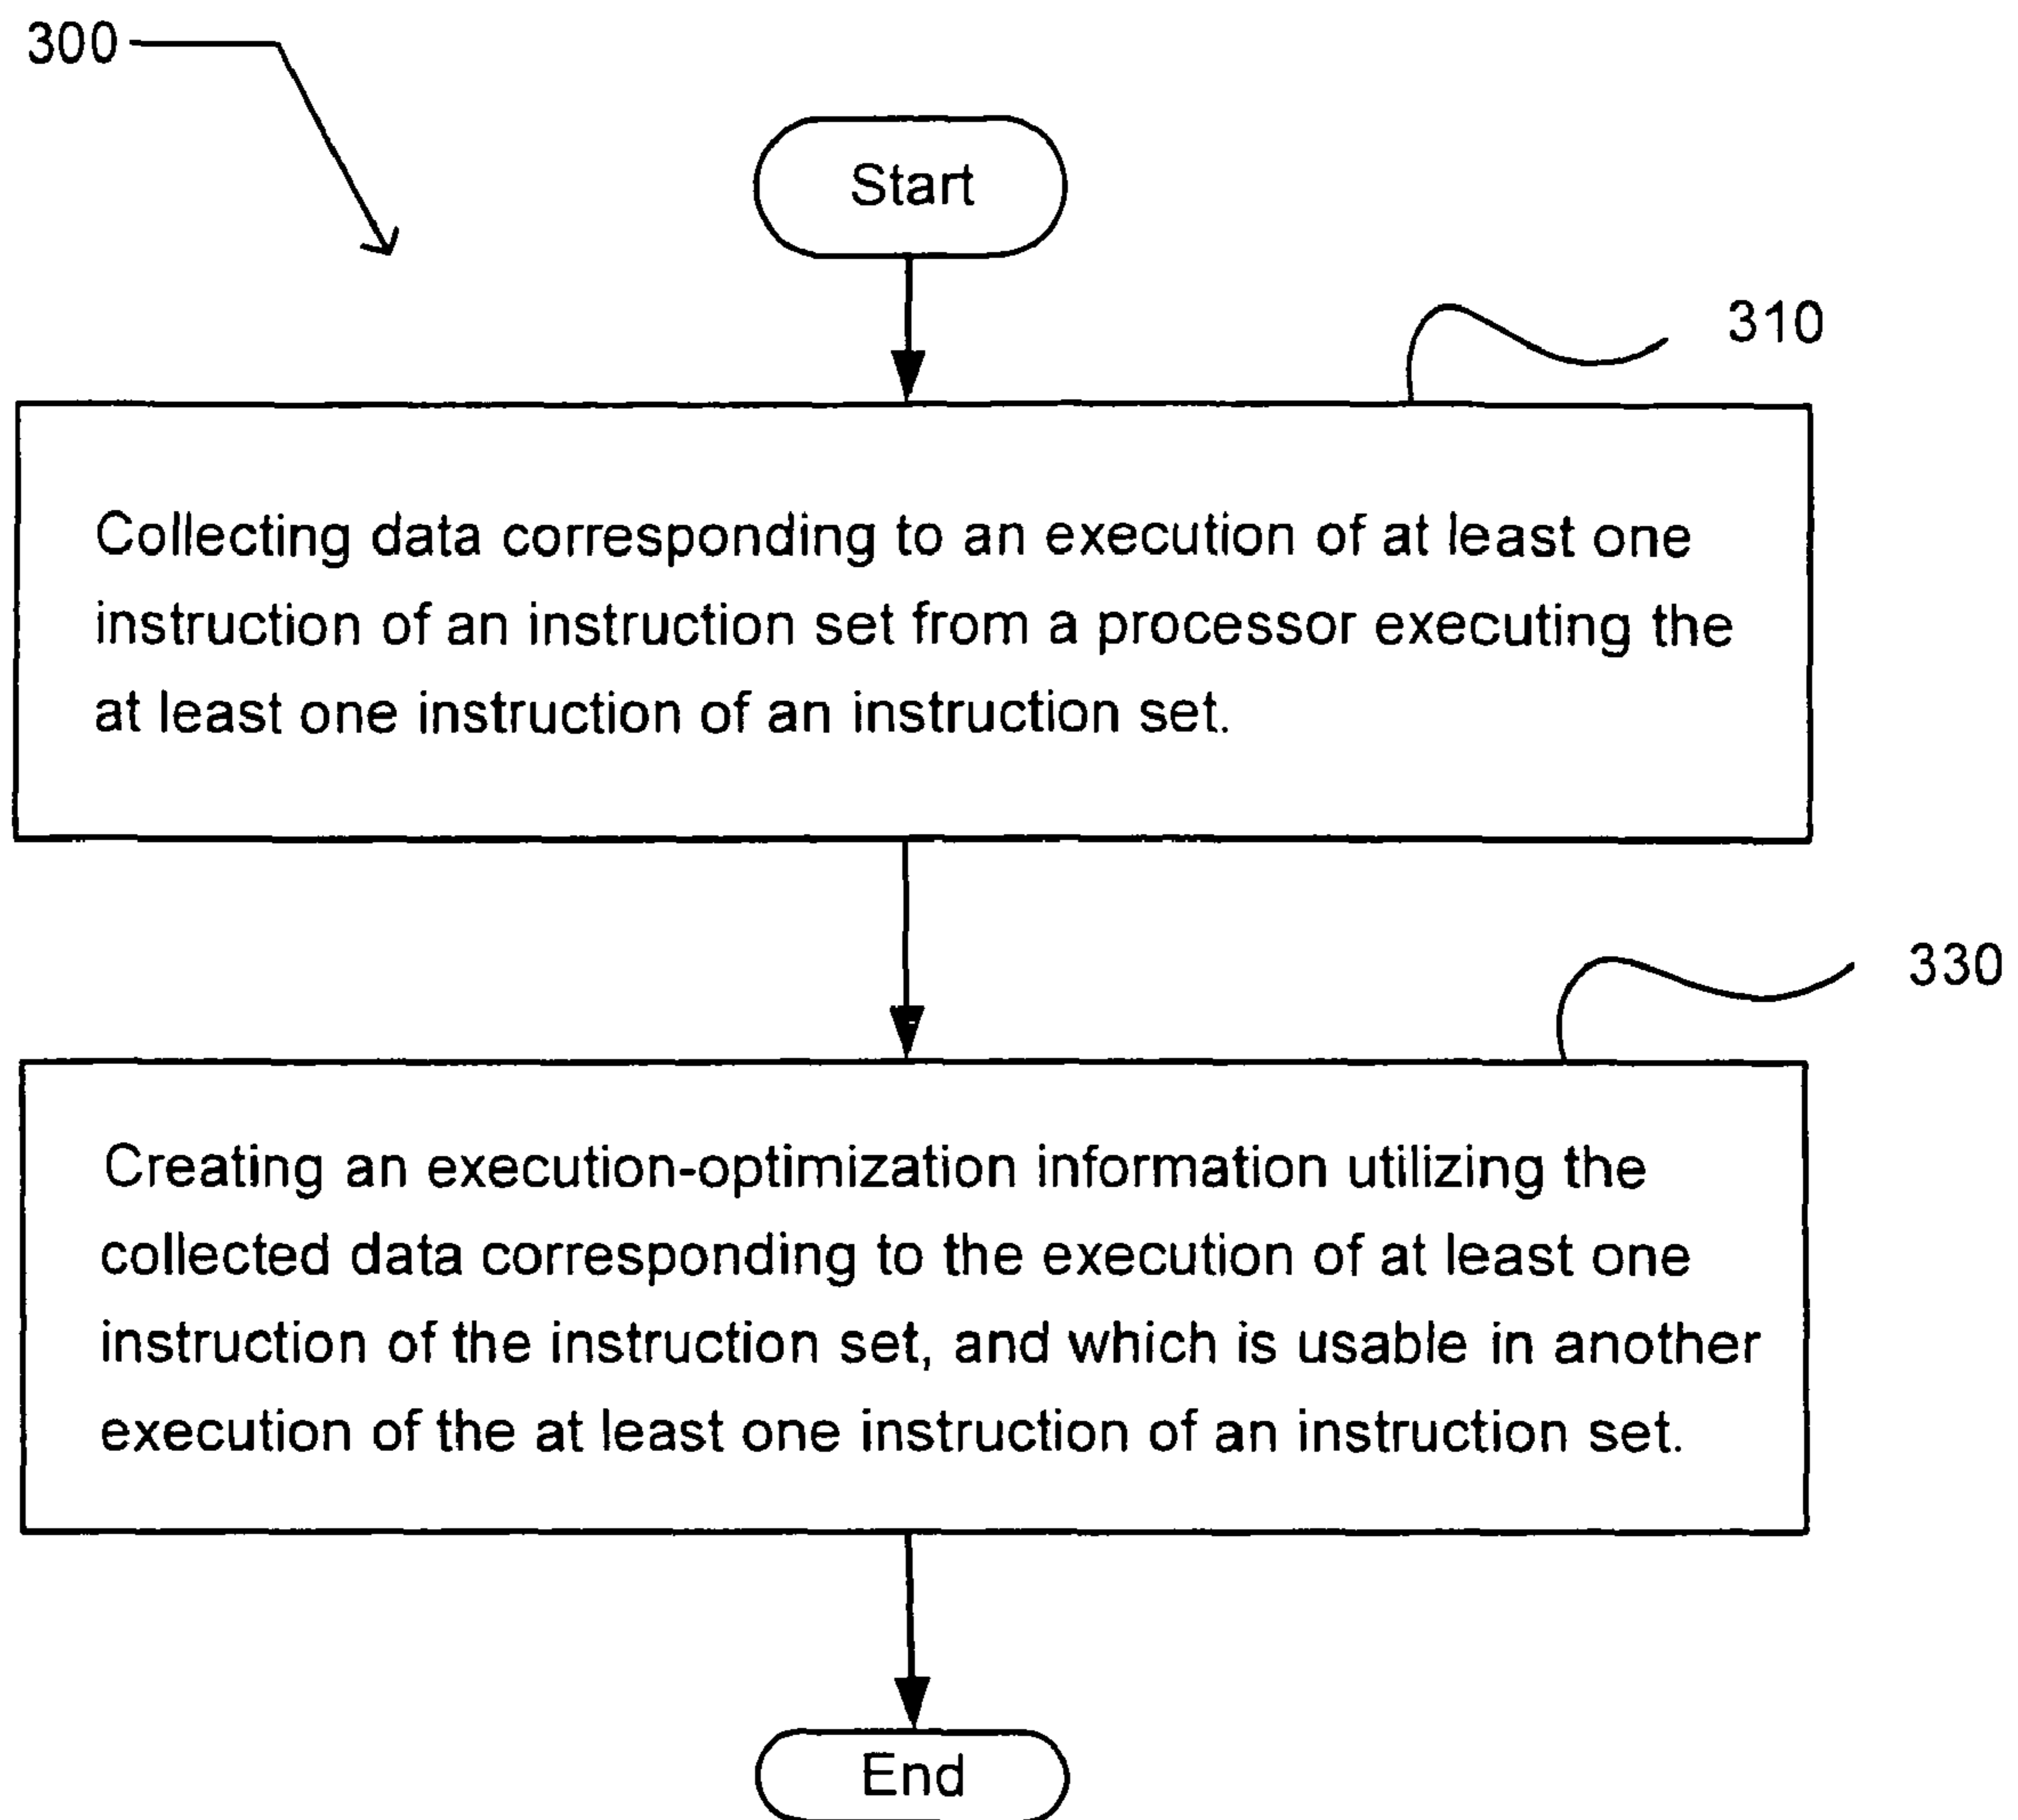 300
Start
310
Collecting data corresponding to an execution of at least one
instruction of an instruction set from a processor executing the
at least one instruction of an instruction set.
330
Creating an execution-optimization information utilizing the
collected data corresponding to the execution of at least one
instruction of the instruction set, and which is usable in another
execution of the at least one instruction of an instruction set.
End